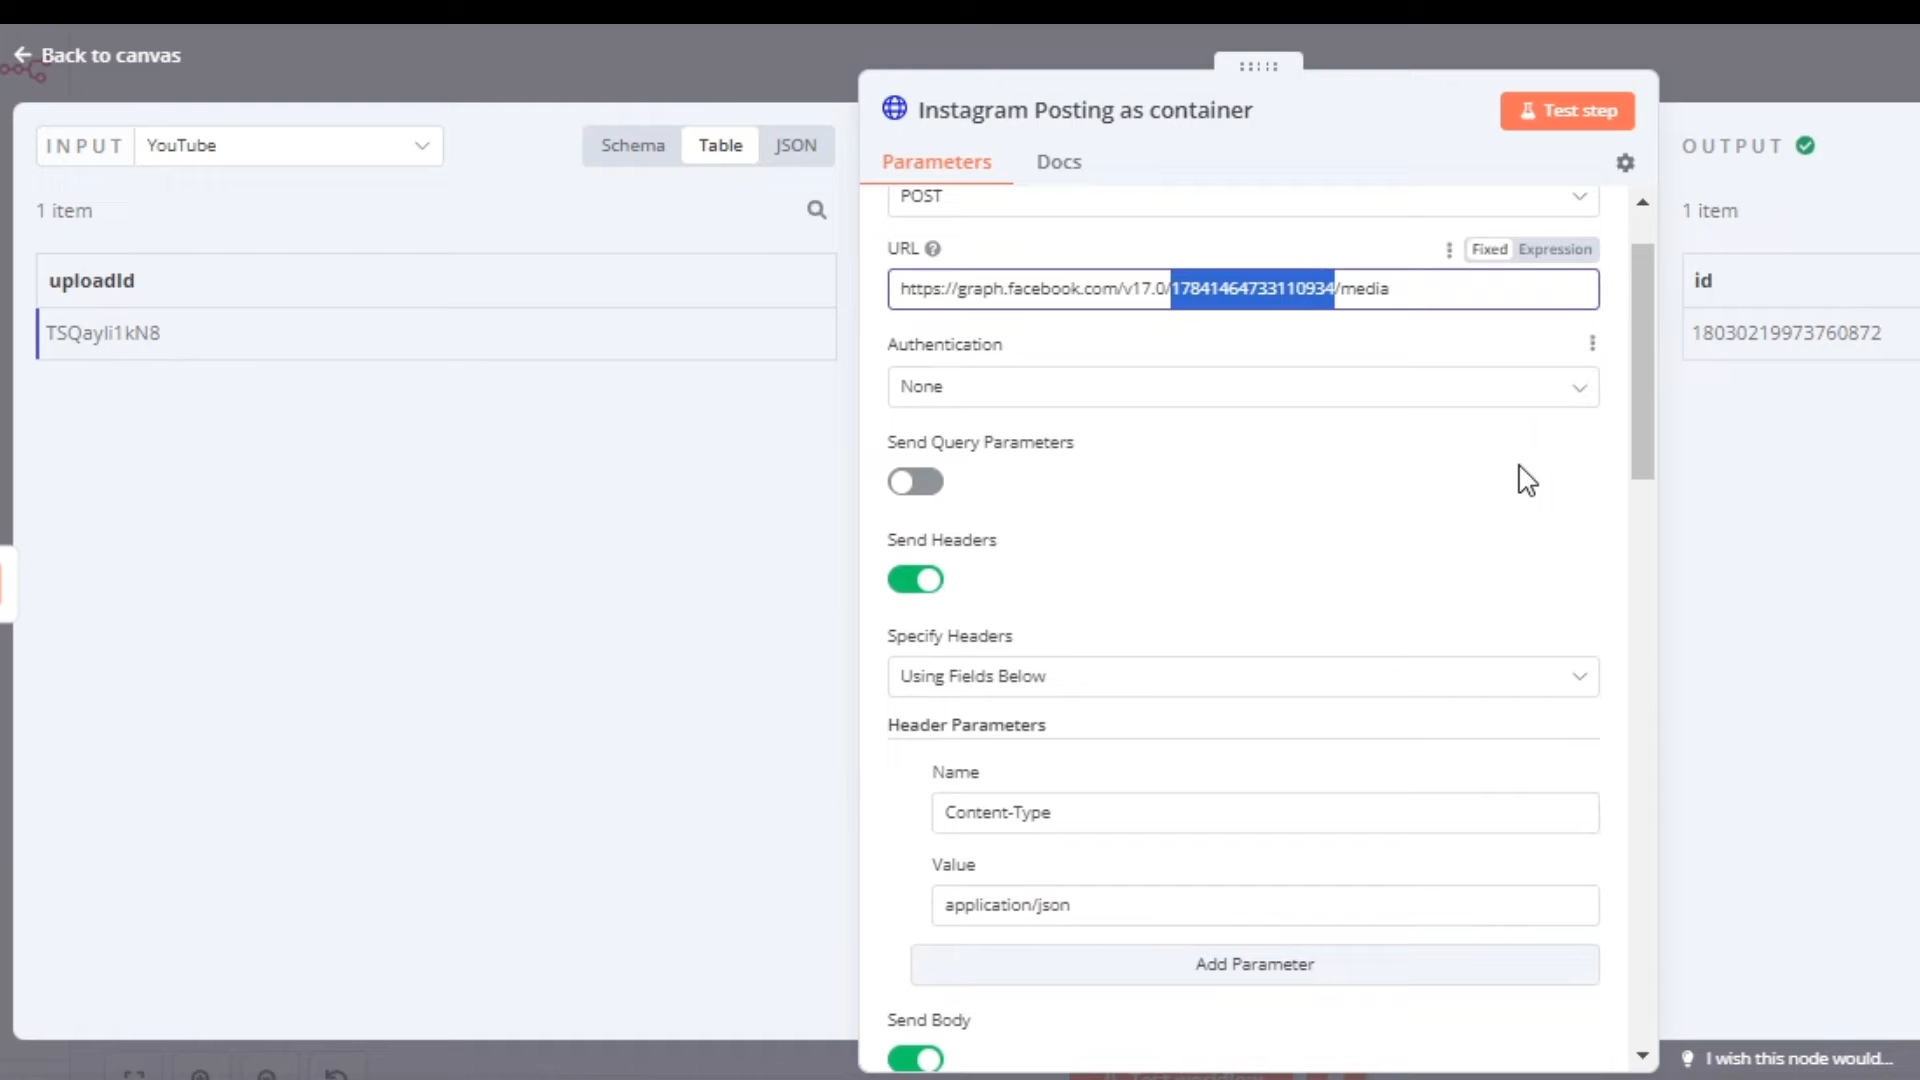 Back to canvas
INPUT
YouTube
Schema
Table
JSON
1 item
uploadId
TSQayIi1kN8
Instagram Posting as container
Test step
Parameters
Docs
POST
URL
Fixed
Expression
https://graph.facebook.com/v17.0/17841464733110934/media
Authentication
None
Send Query Parameters
Send Headers
Specify Headers
Using Fields Below
Header Parameters
Name
Content-Type
Value
application/json
Add Parameter
Send Body
OUTPUT
1 item
id
18030219973760872
I wish this node would...